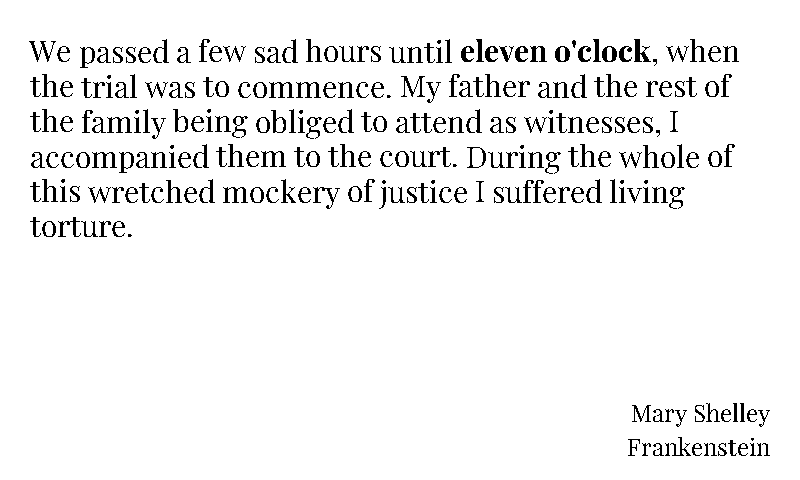 We passed a few sad hours until eleven o'clock, when
the trial was to commence. My father and the rest of
the family being obliged to attend as witnesses, I
accompanied them to the court. During the whole of
this wretched mockery of justice I suffered living
torture.
Mary Shelley
Frankenstein